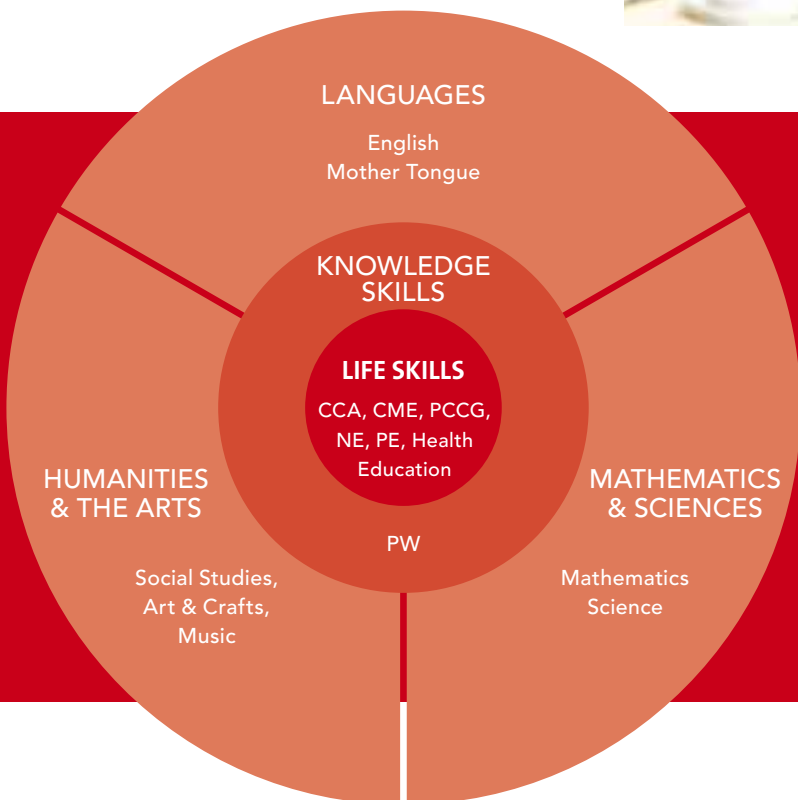 LANGUAGES
English
Mother Tongue
KNOWLEDGE
SKILLS
LIFE SKILLS
CCA, CME, PCCG,
NE, PE, Health
Education
PW
HUMANITIES
& THE ARTS
Social Studies,
Art & Crafts,
Music
MATHEMATICS
& SCIENCES
Mathematics
Science